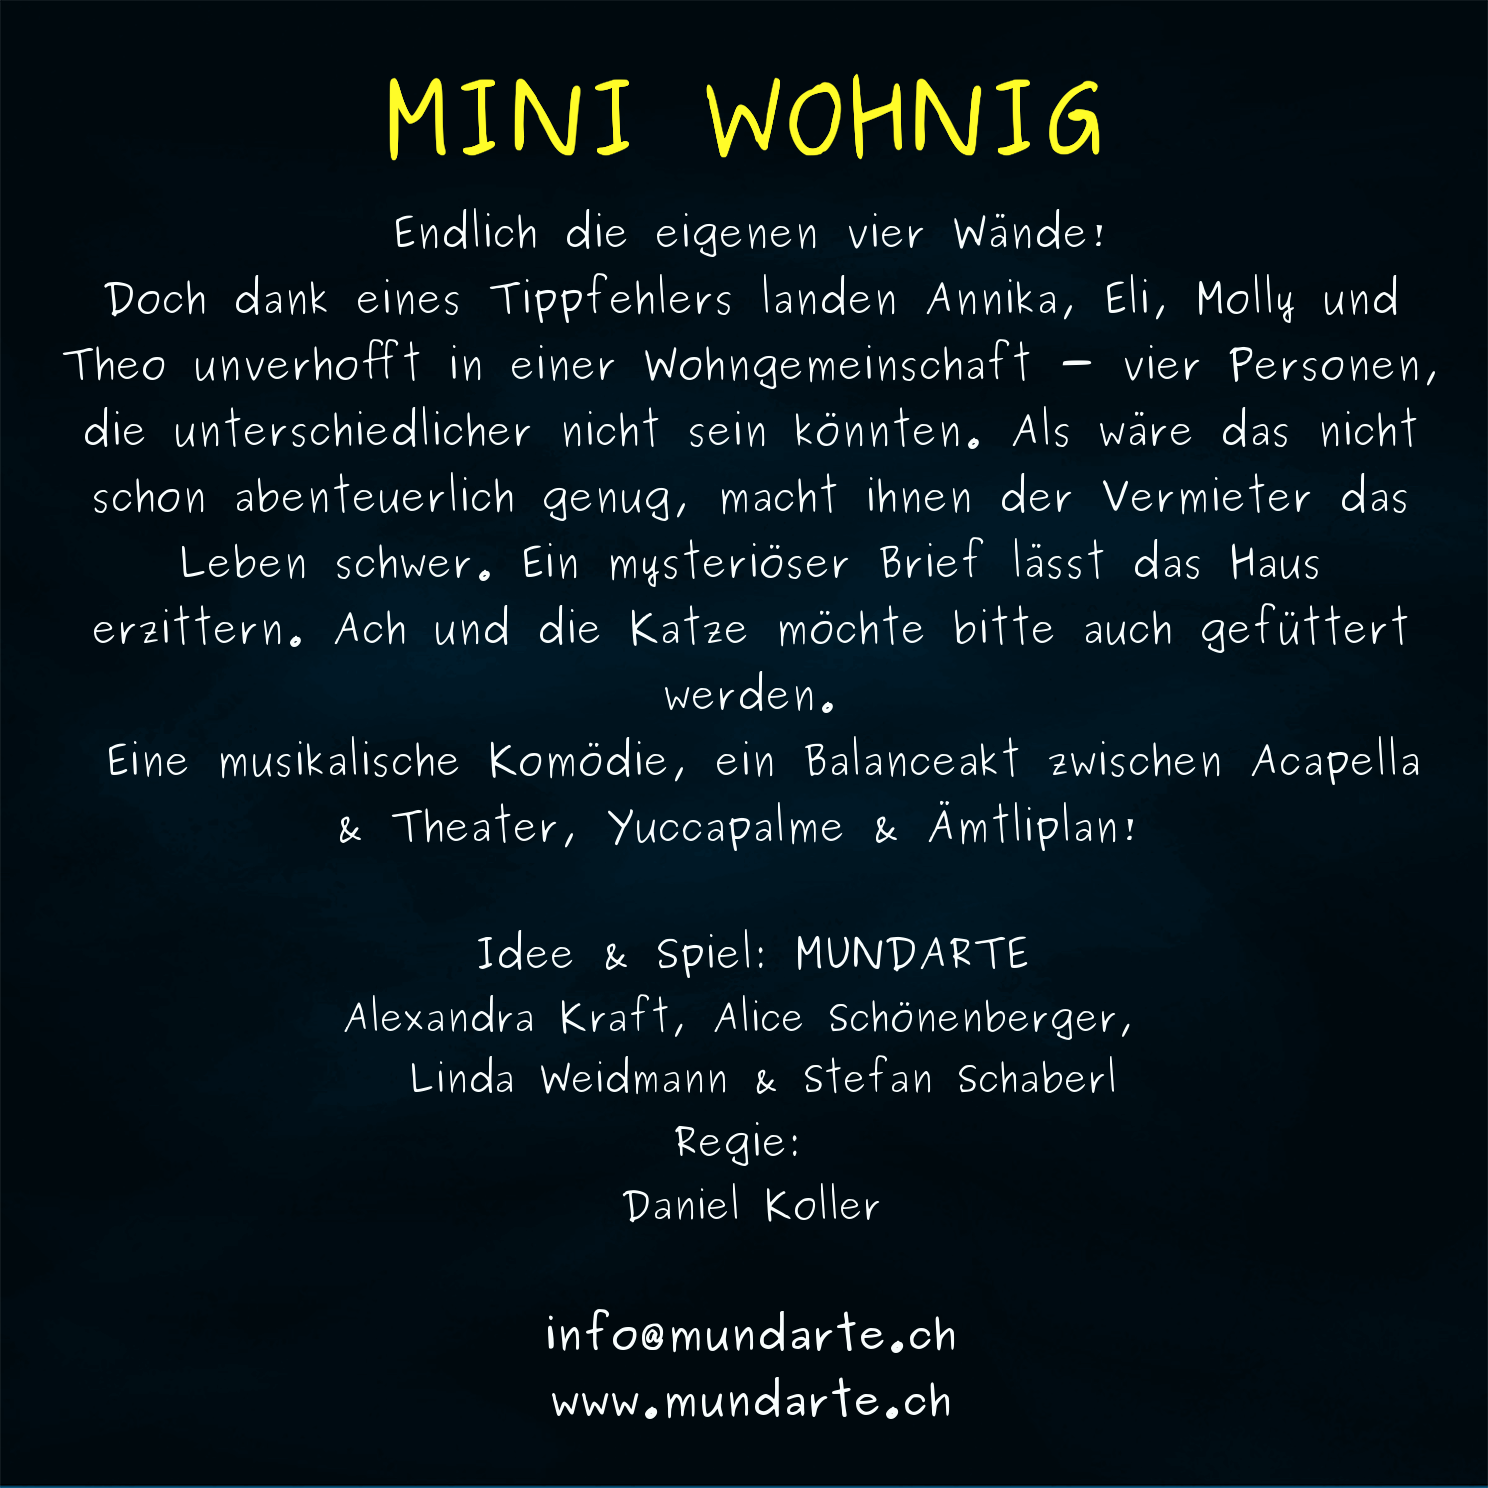 MINI WOHNIG
Endlich die eigenen vier Wände!
Doch dank eines Tippfehlers landen Annika, Eli, Molly und
Theo unverhofft in einer Wohngemeinschaft – vier Personen,
die unterschiedlicher nicht sein könnten. Als wäre das nicht
schon abenteuerlich genug, macht ihnen der Vermieter das
Leben schwer. Ein mysteriöser Brief lässt das Haus
erzittern. Ach und die Katze möchte bitte auch gefüttert
werden.
Eine musikalische Komödie, ein Balanceakt zwischen Acapella
& Theater, Yuccapalme & Ämtliplan!
Idee & Spiel: MUNDARTE
Alexandra Kraft, Alice Schönenberger,
Linda Weidmann & Stefan Schaberl
Regie:
Daniel Koller
info@mundarte.ch
www.mundarte.ch